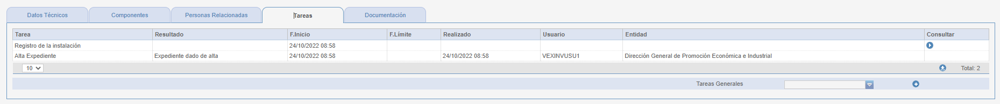 Datos Técnicos Componentes Personas Relacionadas Tareas Documentación
Tarea Resultado F.Inicio F.Límite Realizado Usuario Entidad Consultar
Registro de la instalación 24/10/2022 08:58
Alta Expediente Expediente dado de alta 24/10/2022 08:58 24/10/2022 08:58 VEXINVUSU1 Dirección General de Promoción Económica e Industrial
10 Total: 2
Tareas Generales